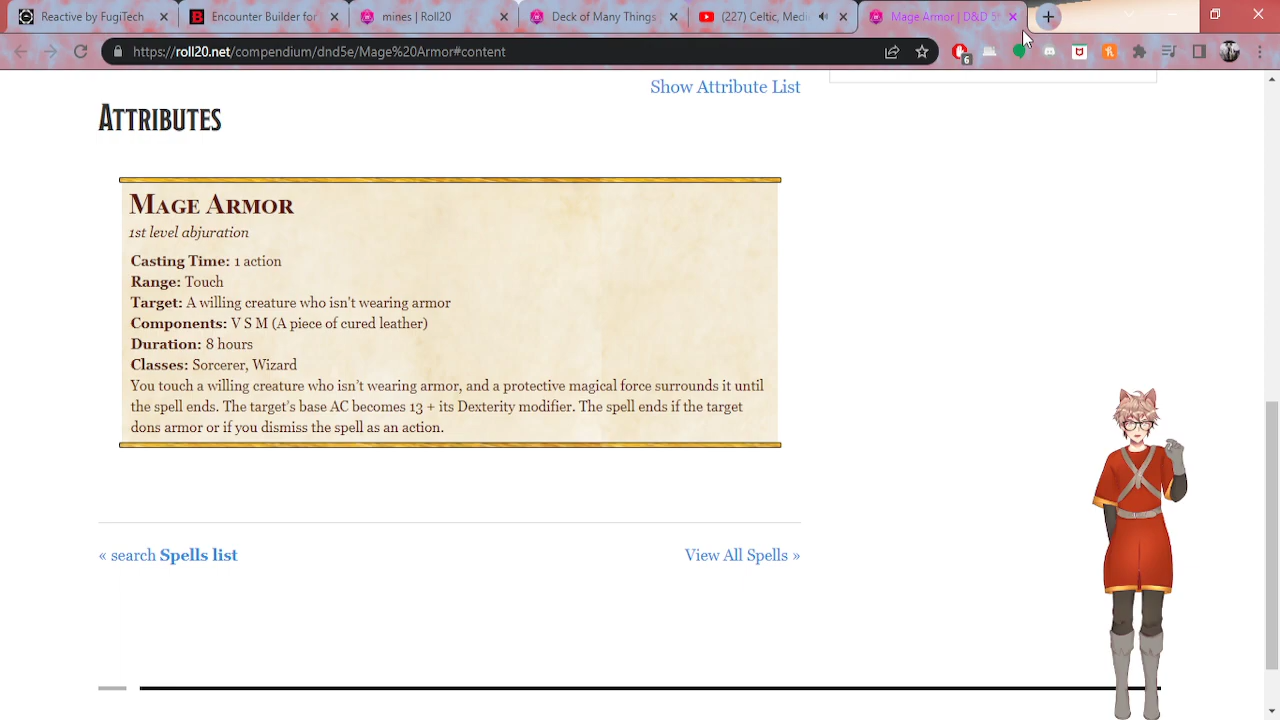 Reactive by FugiTech
Encounter Builder for
mines | Roll20
Deck of Many Things
(227) Celtic, Medi
Mage Armor | D&D 5
https://roll20.net/compendium/dnd5e/Mage%20Armor#content
6
Show Attribute List
ATTRIBUTES
MAGE ARMOR
1st level abjuration
Casting Time: 1 action
Range: Touch
Target: A willing creature who isn't wearing armor
Components: V S M (A piece of cured leather)
Duration: 8 hours
Classes: Sorcerer, Wizard
You touch a willing creature who isn't wearing armor, and a protective magical force surrounds it until
the spell ends. The target's base AC becomes 13 + its Dexterity modifier. The spell ends if the target
dons armor or if you dismiss the spell as an action.
« search Spells list
View All Spells »